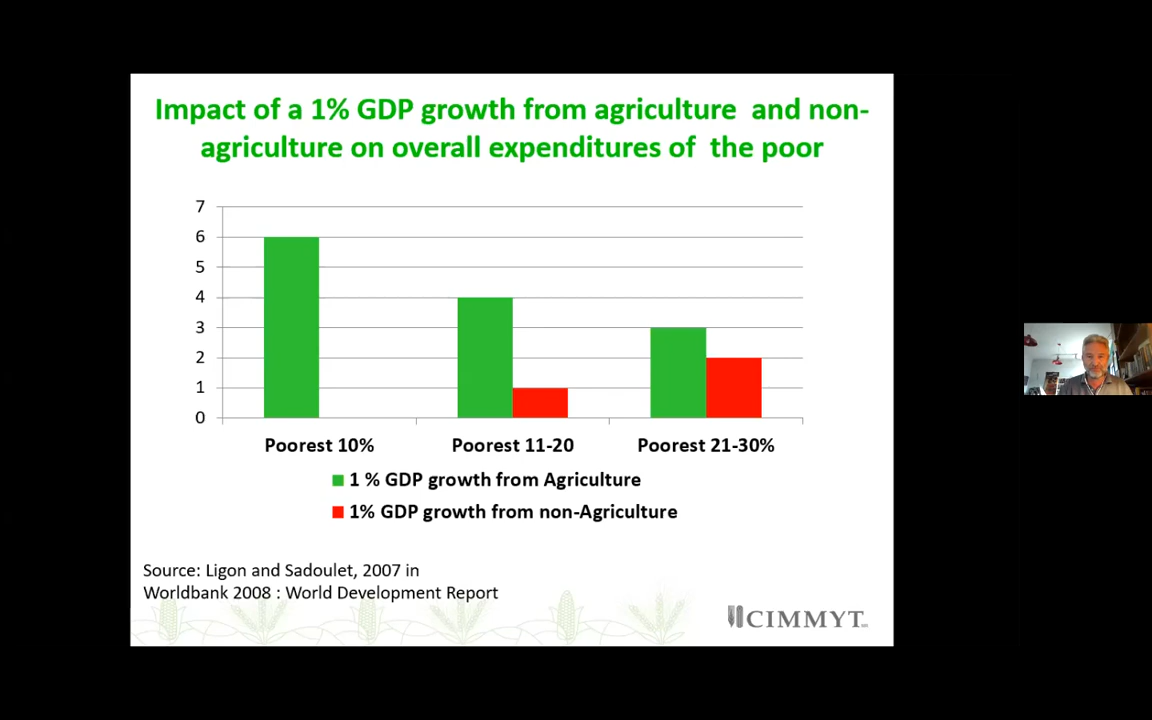 Impact of a 1% GDP growth from agriculture and non-
agriculture on overall expenditures of the poor
7
6
5
4
3
2
1
0
Poorest 10%
Poorest 11-20
Poorest 21-30%
1 % GDP growth from Agriculture
1% GDP growth from non-Agriculture
Source: Ligon and Sadoulet, 2007 in
Worldbank 2008 : World Development Report
CIMMYT